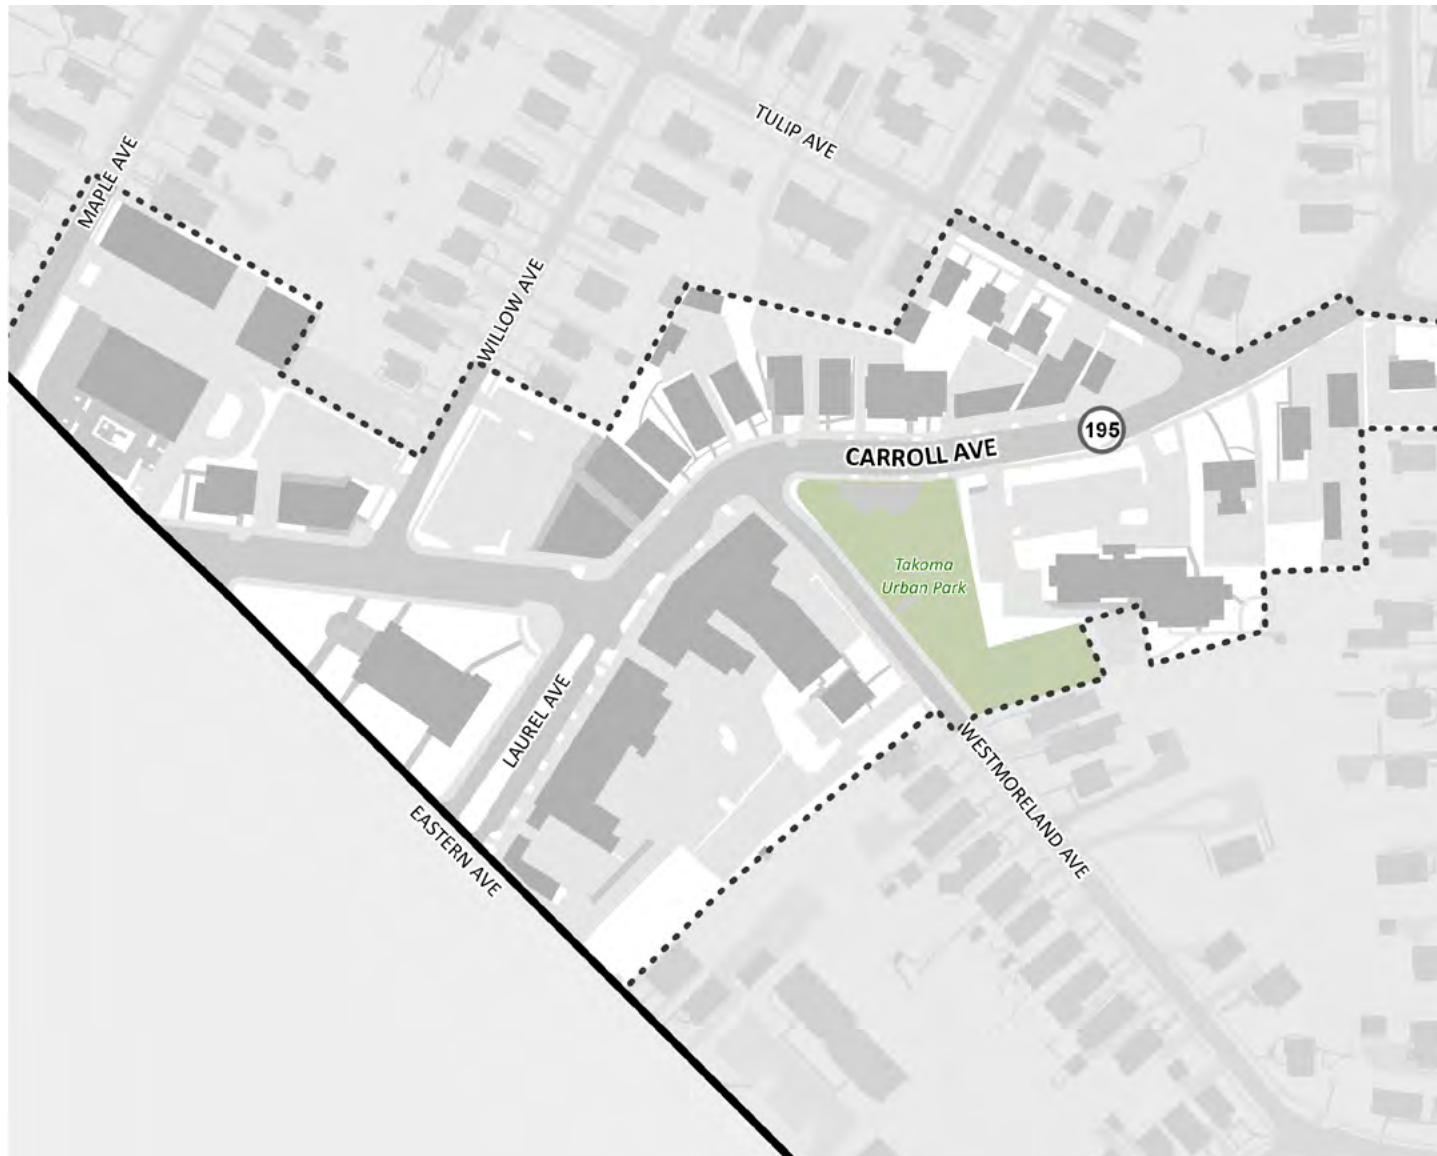 TULIP AVE
MAPLE AVE
WILLOW AVE
195
CARROLL AVE
Takoma
Urban Park
LAUREL AVE
WESTMORELAND AVE
EASTERN AVE